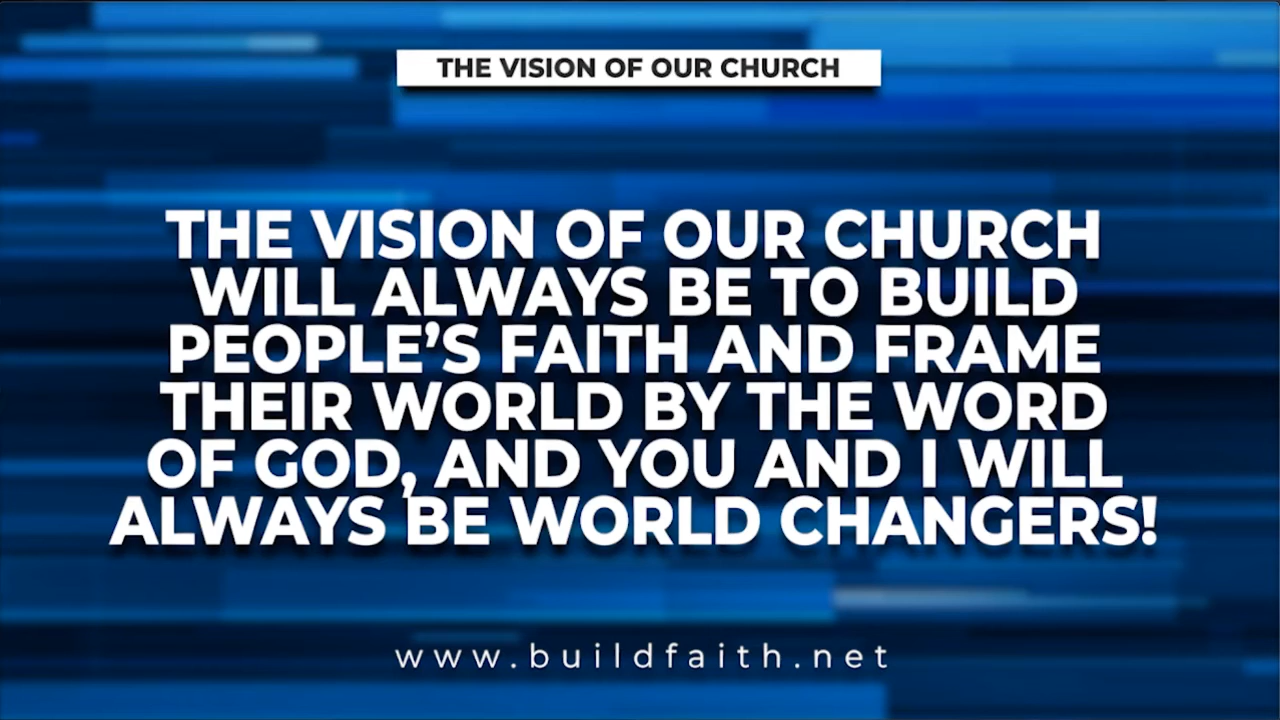 THE VISION OF OUR CHURCH
THE VISION OF OUR CHURCH
WILL ALWAYS BE TO BUILD
PEOPLE’S FAITH AND FRAME
THEIR WORLD BY THE WORD
OF GOD, AND YOU AND I WILL
ALWAYS BE WORLD CHANGERS!
www.buildfaith.net